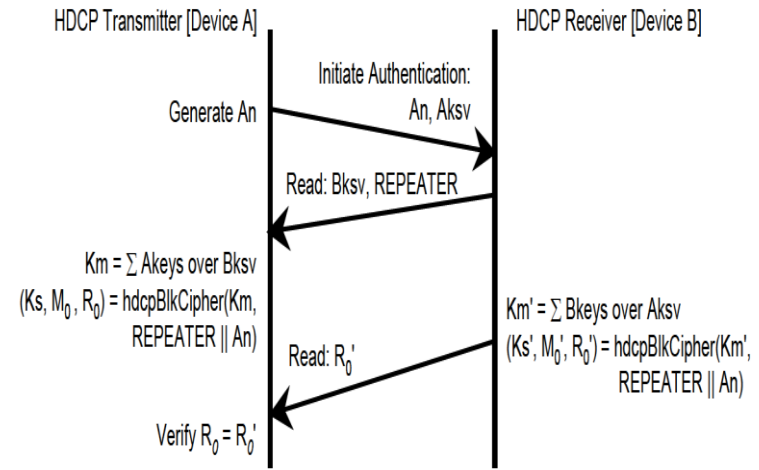 HDCP Transmitter [Device A]
HDCP Receiver [Device B]
Initiate Authentication:
An, Aksv
Generate An
Read: Bksv, REPEATER
Km = ∑ Akeys over Bksv
(Ks, M₀, R₀) = hdcpBlkCipher(Km,
REPEATER || An)
Km' = ∑ Bkeys over Aksv
(Ks', M₀', R₀') = hdcpBlkCipher(Km',
REPEATER || An)
Read: R₀'
Verify R₀ = R₀'